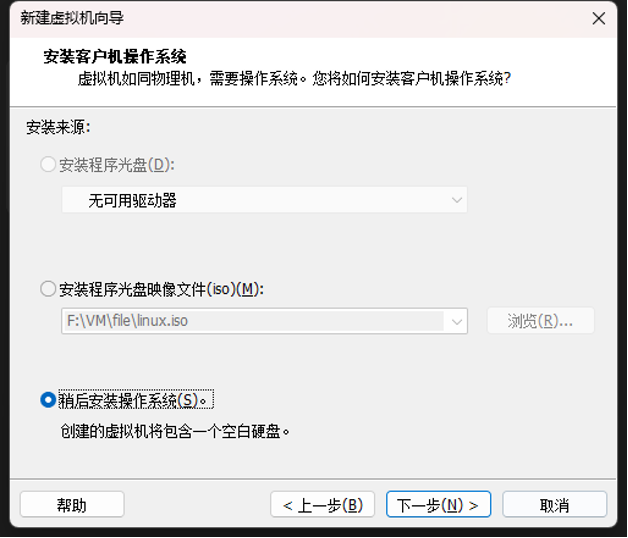 新建虚拟机向导
安装客户机操作系统
虚拟机如同物理机，需要操作系统。您将如何安装客户机操作系统?
安装来源:
安装程序光盘(D):
无可用驱动器
安装程序光盘映像文件(iso)(M):
F:\VM\file\linux.iso
浏览(R)...
稍后安装操作系统(S)。
创建的虚拟机将包含一个空白硬盘。
帮助
< 上一步(B)
下一步(N) >
取消